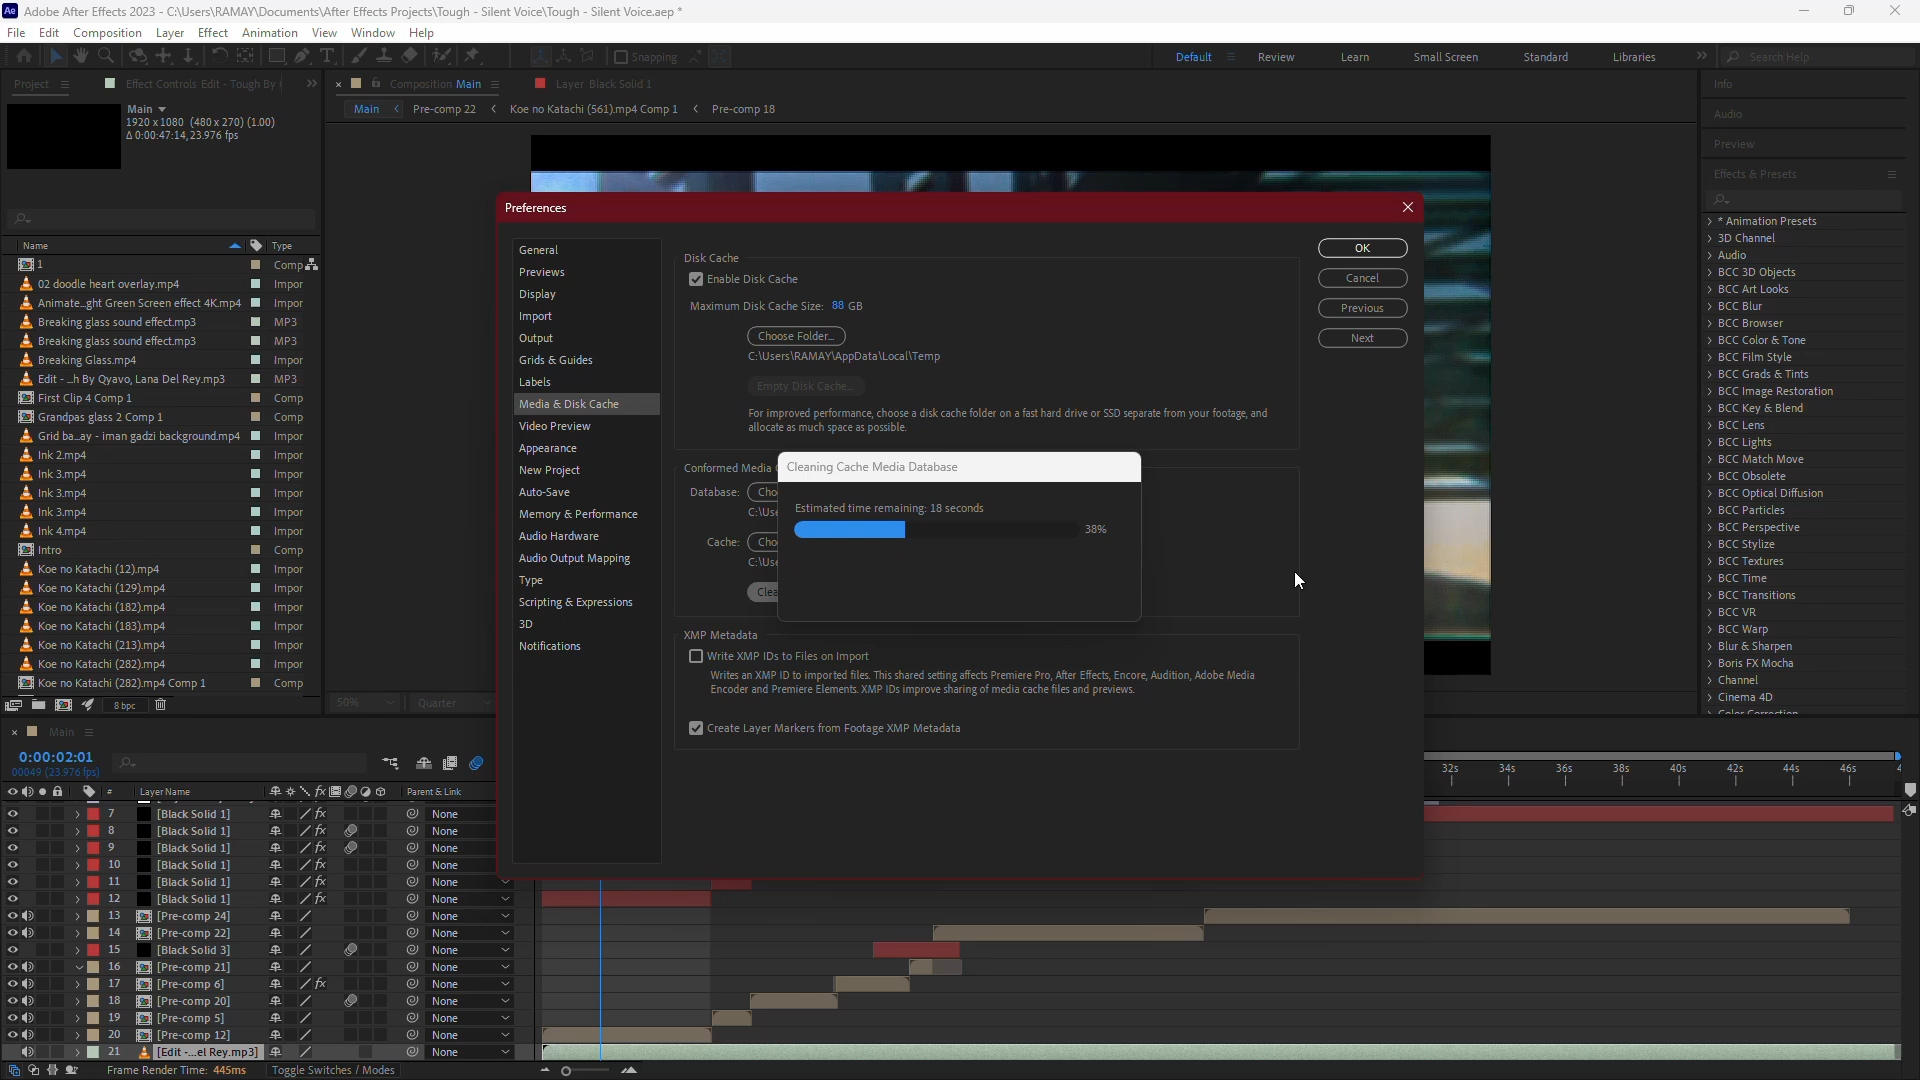 Adobe After Effects 2023 - C:\Users\RAMAY\Documents\After Effects Projects\Tough - Silent Voice\Tough - Silent Voice.aep *
File Edit Composition Layer Effect Animation View Window Help
Snapping
Default Review Learn Small Screen Standard Libraries
Search Help
Project
Effect Controls Edit - Tough By
Main
1920 x 1080 (480 x 270) (1.00)
Δ 0:00:47:14, 23.976 fps
Name Type
1 Comp
02 doodle heart overlay.mp4 Impor
Animate...ght Green Screen effect 4K.mp4 Impor
Breaking glass sound effect.mp3 MP3
Breaking glass sound effect.mp3 MP3
Breaking Glass.mp4 Impor
Edit - ...h By Qyavo, Lana Del Rey.mp3 MP3
First Clip 4 Comp 1 Comp
Grandpas glass 2 Comp 1 Comp
Grid ba...ay - iman gadzi background.mp4 Impor
Ink 2.mp4 Impor
Ink 3.mp4 Impor
Ink 3.mp4 Impor
Ink 3.mp4 Impor
Ink 4.mp4 Impor
Intro Comp
Koe no Katachi (12).mp4 Impor
Koe no Katachi (129).mp4 Impor
Koe no Katachi (182).mp4 Impor
Koe no Katachi (183).mp4 Impor
Koe no Katachi (213).mp4 Impor
Koe no Katachi (282).mp4 Impor
Koe no Katachi (282).mp4 Comp 1 Comp
8 bpc
Composition Main
Layer Black Solid 1
Main Pre-comp 22 Koe no Katachi (561).mp4 Comp 1 Pre-comp 18
50% Quarter
Preferences
General
Previews
Display
Import
Output
Grids & Guides
Labels
Media & Disk Cache
Video Preview
Appearance
New Project
Auto-Save
Memory & Performance
Audio Hardware
Audio Output Mapping
Type
Scripting & Expressions
3D
Notifications
Disk Cache
Enable Disk Cache
Maximum Disk Cache Size: 88 GB
Choose Folder...
C:\Users\RAMAY\AppData\Local\Temp
Empty Disk Cache...
For improved performance, choose a disk cache folder on a fast hard drive or SSD separate from your footage, and
allocate as much space as possible.
Conformed Media
Database: Cho
C:\Use
Cache: Cho
C:\Use
Clea
Cleaning Cache Media Database
Estimated time remaining: 18 seconds
38%
XMP Metadata
Write XMP IDs to Files on Import
Writes an XMP ID to imported files. This shared setting affects Premiere Pro, After Effects, Encore, Audition, Adobe Media
Encoder and Premiere Elements. XMP IDs improve sharing of media cache files and previews.
Create Layer Markers from Footage XMP Metadata
OK
Cancel
Previous
Next
Info
Audio
Preview
Effects & Presets
* Animation Presets
3D Channel
Audio
BCC 3D Objects
BCC Art Looks
BCC Blur
BCC Browser
BCC Color & Tone
BCC Film Style
BCC Grads & Tints
BCC Image Restoration
BCC Key & Blend
BCC Lens
BCC Lights
BCC Match Move
BCC Obsolete
BCC Optical Diffusion
BCC Particles
BCC Perspective
BCC Stylize
BCC Textures
BCC Time
BCC Transitions
BCC VR
BCC Warp
Blur & Sharpen
Boris FX Mocha
Channel
Cinema 4D
Color Correction
Main
0:00:02:01
00049 (23.976 fps)
# Layer Name Parent & Link
7 [Black Solid 1] None
8 [Black Solid 1] None
9 [Black Solid 1] None
10 [Black Solid 1] None
11 [Black Solid 1] None
12 [Black Solid 1] None
13 [Pre-comp 24] None
14 [Pre-comp 22] None
15 [Black Solid 3] None
16 [Pre-comp 21] None
17 [Pre-comp 6] None
18 [Pre-comp 20] None
19 [Pre-comp 5] None
20 [Pre-comp 12] None
21 [Edit -...el Rey.mp3] None
32s 34s 36s 38s 40s 42s 44s 46s
Frame Render Time: 445ms Toggle Switches / Modes